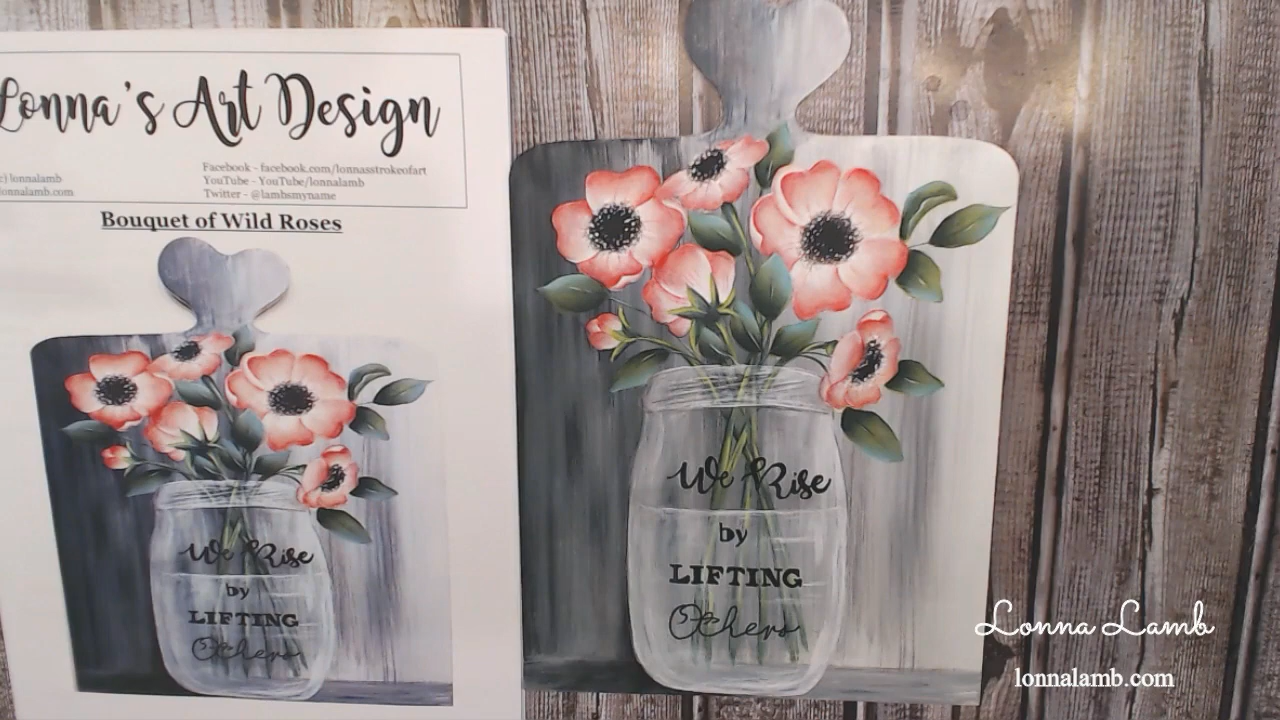 Lonna's Art Design
(c) lonnalamb
lonnalamb.com
Facebook - facebook.com/lonnasstrokeofart
YouTube - YouTube/lonnalamb
Twitter - @lambsmyname
Bouquet of Wild Roses
We Rise
by
LIFTING
Others
We Rise
by
LIFTING
Others
Lonna Lamb
lonnalamb.com